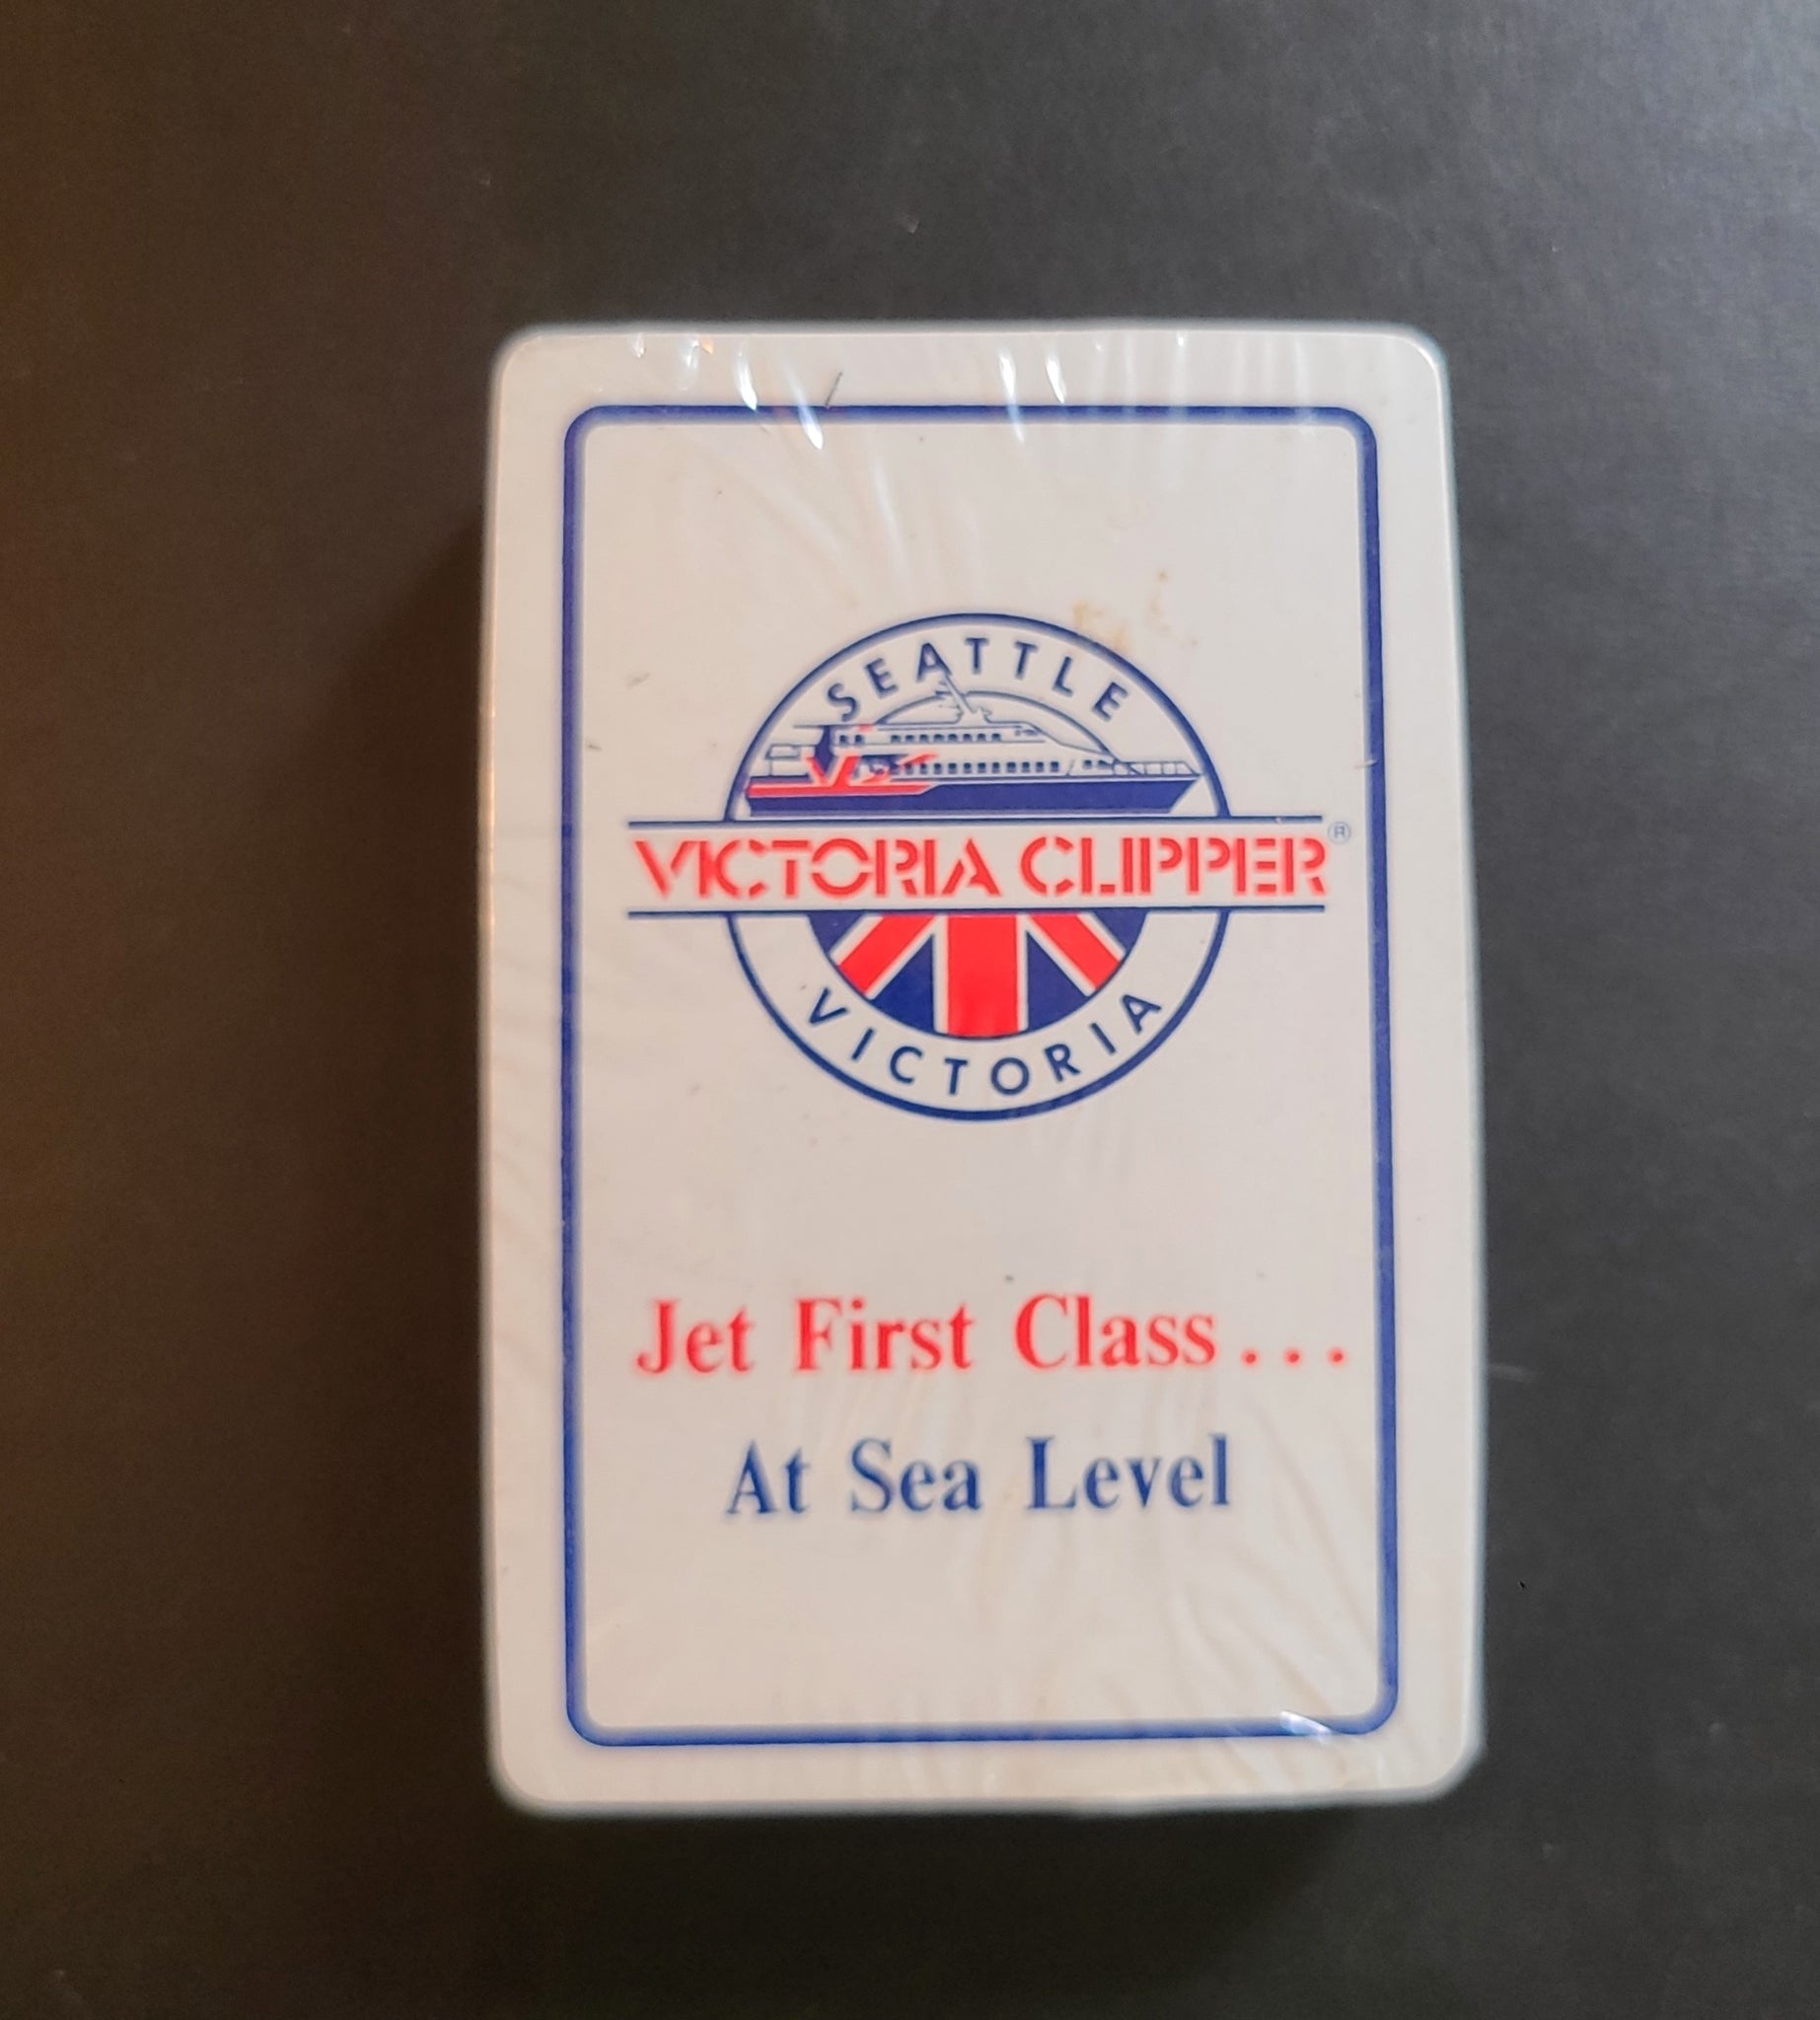 SEATTLE
VICTORIA CLIPPER®
VICTORIA
Jet First Class...
At Sea Level